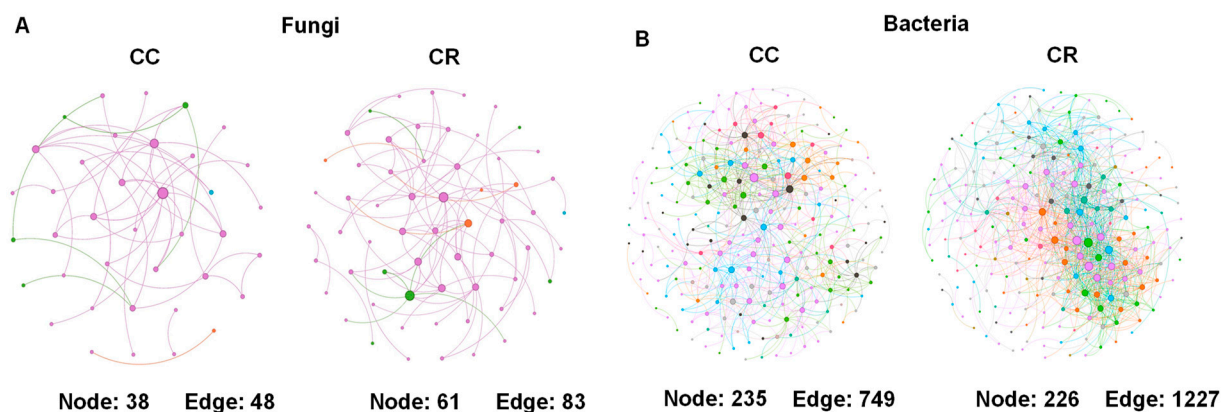 A
Fungi
CC
CR
Node: 38 Edge: 48
Node: 61 Edge: 83
B
Bacteria
CC
CR
Node: 235 Edge: 749
Node: 226 Edge: 1227